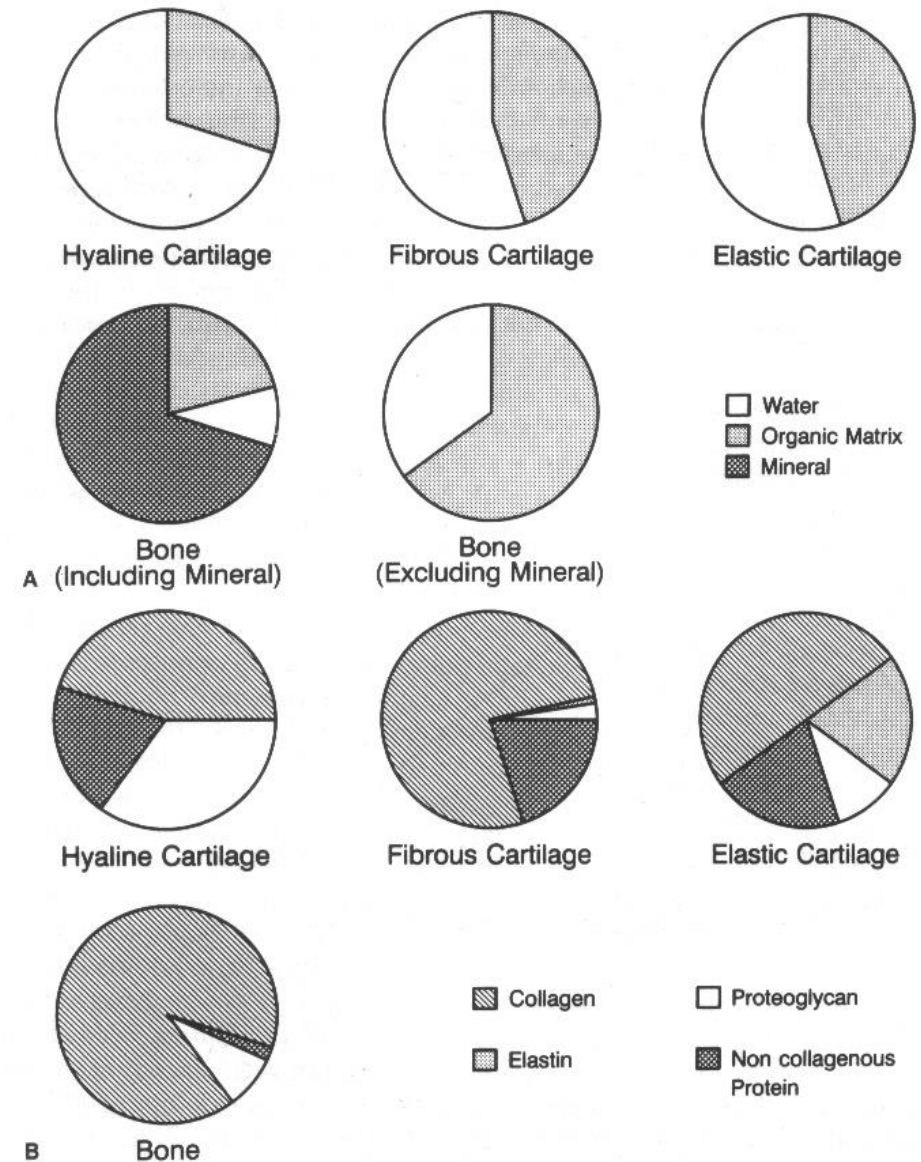 Hyaline Cartilage
Fibrous Cartilage
Elastic Cartilage
Water
Organic Matrix
Mineral
Bone
(Including Mineral)
Bone
(Excluding Mineral)
A
Hyaline Cartilage
Fibrous Cartilage
Elastic Cartilage
Collagen
Proteoglycan
Elastin
Non collagenous
Protein
B
Bone